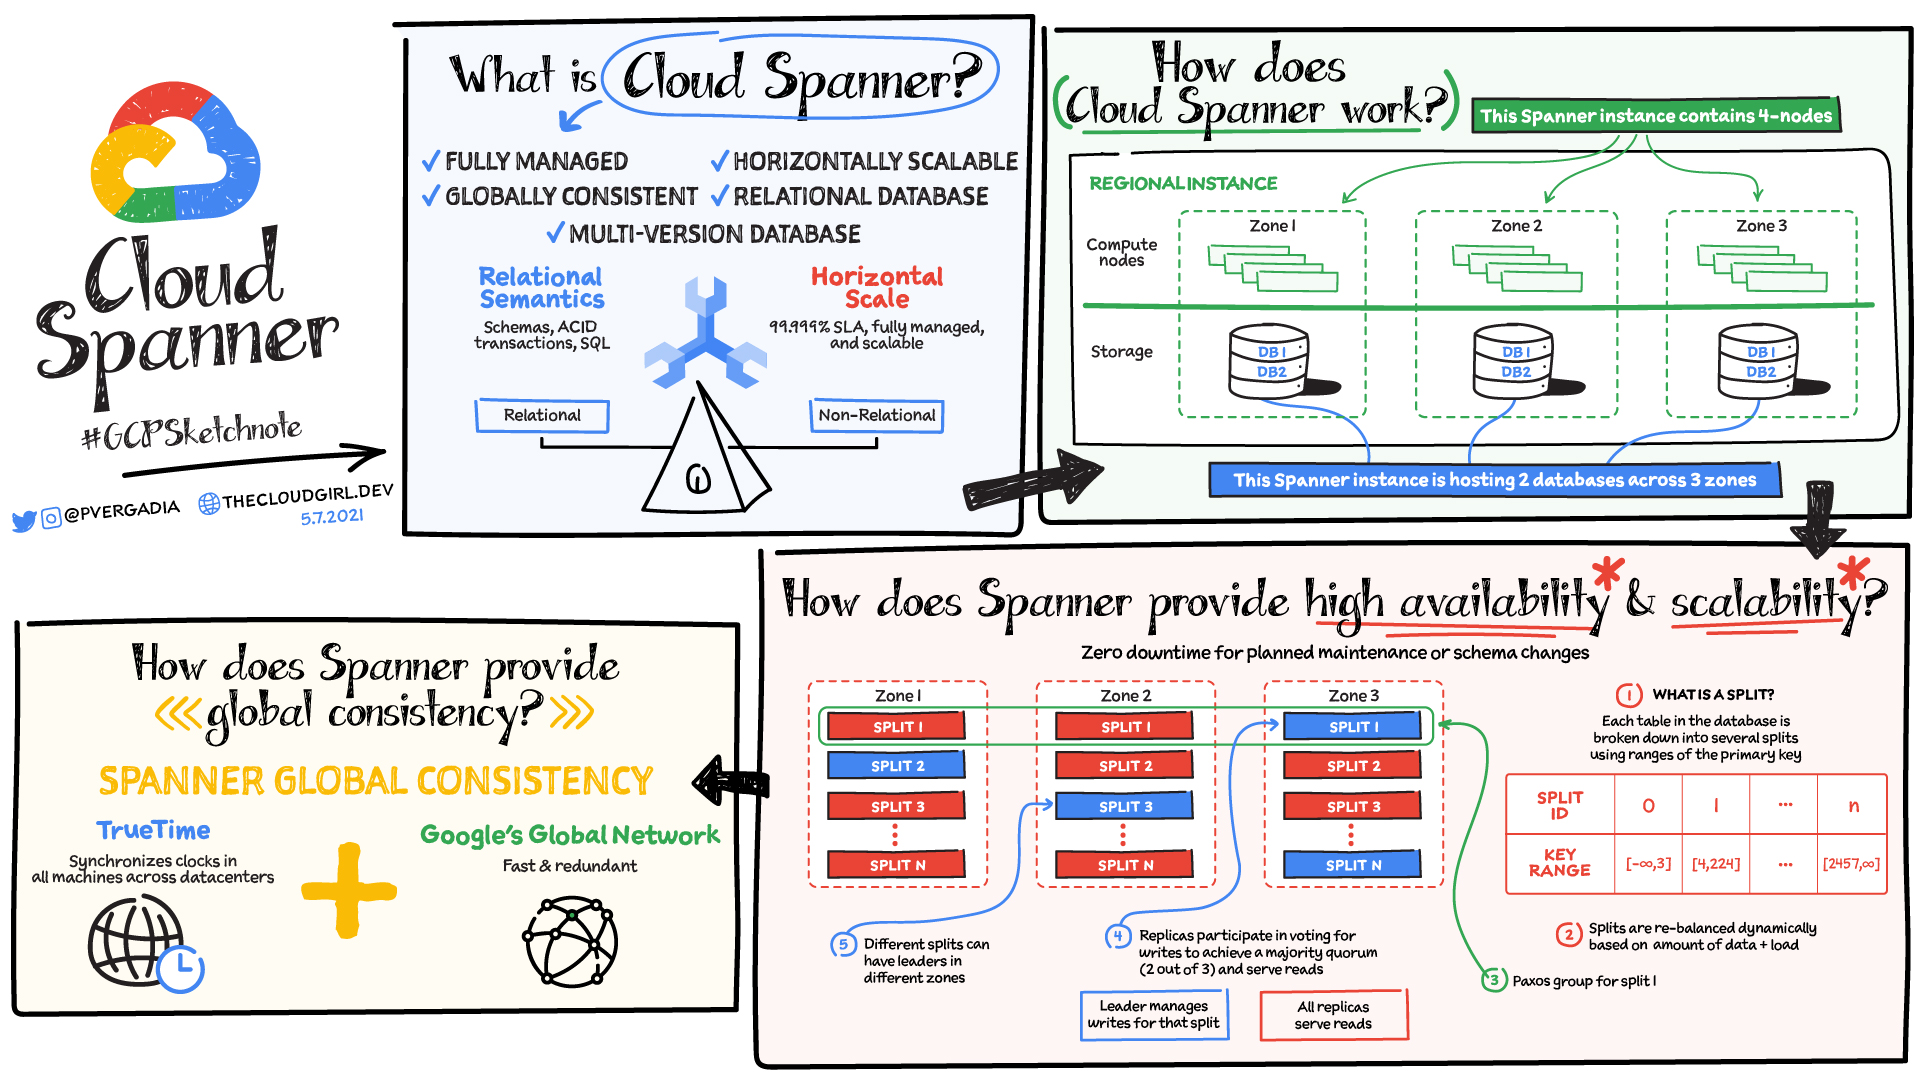 Cloud
Spanner
#GCPSketchnote
@PVERGADIA
THECLOUDGIRL.DEV
5.7.2021
What is Cloud Spanner?
✓ FULLY MANAGED
✓ HORIZONTALLY SCALABLE
✓ GLOBALLY CONSISTENT
✓ RELATIONAL DATABASE
✓ MULTI-VERSION DATABASE
Relational
Semantics
Schemas, ACID
transactions, SQL
Horizontal
Scale
99.999% SLA, fully managed,
and scalable
Relational
Non-Relational
How does
Cloud Spanner work?
This Spanner instance contains 4-nodes
REGIONAL INSTANCE
Zone 1
Zone 2
Zone 3
Compute
nodes
Storage
DB1
DB2
DB1
DB2
DB1
DB2
This Spanner instance is hosting 2 databases across 3 zones
How does Spanner provide high availability* & scalability*?
Zero downtime for planned maintenance or schema changes
Zone 1
SPLIT 1
SPLIT 2
SPLIT 3
SPLIT N
Zone 2
SPLIT 1
SPLIT 2
SPLIT 3
SPLIT N
Zone 3
SPLIT 1
SPLIT 2
SPLIT 3
SPLIT N
1 WHAT IS A SPLIT?
Each table in the database is
broken down into several splits
using ranges of the primary key
SPLIT
ID
0
1
...
n
KEY
RANGE
[-∞,3]
[4,224]
...
[2457,∞]
2 Splits are re-balanced dynamically
based on amount of data + load
3 Paxos group for split 1
4 Replicas participate in voting for
writes to achieve a majority quorum
(2 out of 3) and serve reads
5 Different splits can
have leaders in
different zones
Leader manages
writes for that split
All replicas
serve reads
How does Spanner provide
global consistency?
SPANNER GLOBAL CONSISTENCY
TrueTime
Synchronizes clocks in
all machines across datacenters
Google's Global Network
Fast & redundant